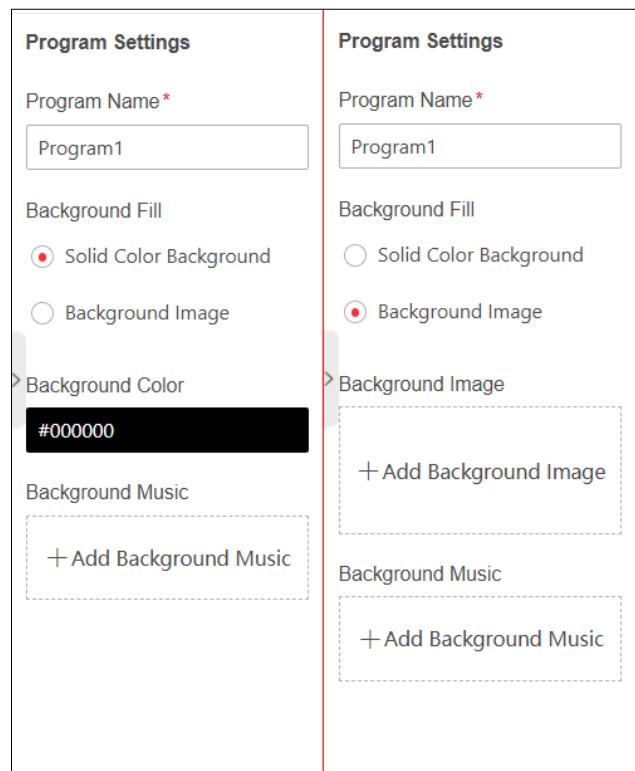 Program Settings
Program Name*
Program1
Background Fill
Solid Color Background
Background Image
Background Color
#000000
Background Music
+Add Background Music
Program Settings
Program Name*
Program1
Background Fill
Solid Color Background
Background Image
Background Image
+Add Background Image
Background Music
+Add Background Music